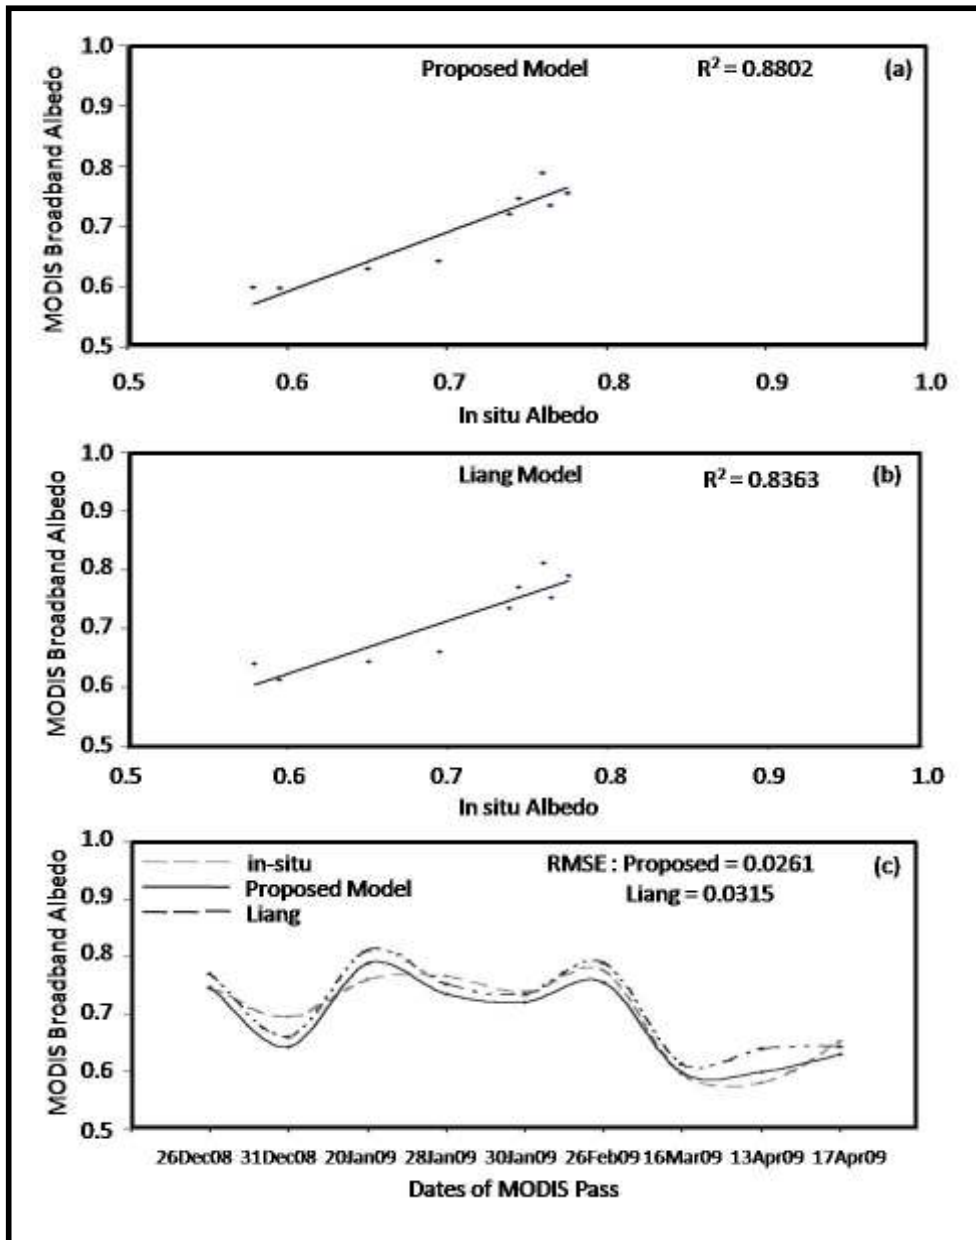 1.0
Proposed Model
R² = 0.8802
(a)
0.9
0.8
0.7
0.6
0.5
MODIS Broadband Albedo
0.5 0.6 0.7 0.8 0.9 1.0
In situ Albedo
1.0
Liang Model
R² = 0.8363
(b)
0.9
0.8
0.7
0.6
0.5
MODIS Broadband Albedo
0.5 0.6 0.7 0.8 0.9 1.0
In situ Albedo
1.0
in-situ
Proposed Model
Liang
RMSE : Proposed = 0.0261
Liang = 0.0315
(c)
0.9
0.8
0.7
0.6
0.5
MODIS Broadband Albedo
26Dec08 31Dec08 20Jan09 28Jan09 30Jan09 26Feb09 16Mar09 13Apr09 17Apr09
Dates of MODIS Pass